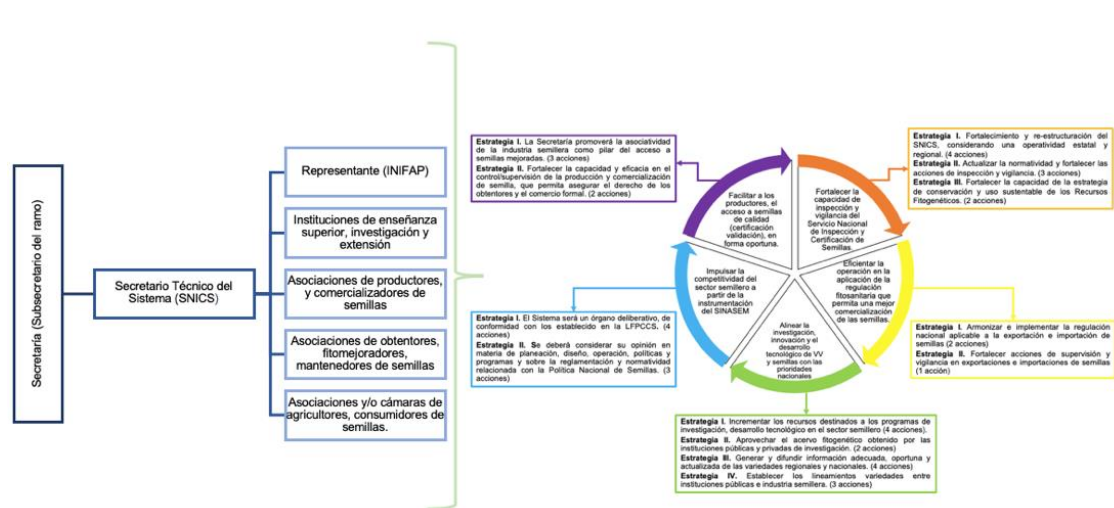 Secretaría (Subsecretario del ramo)
Secretario Técnico del
Sistema (SNICS)
Representante (INIFAP)
Instituciones de enseñanza
superior, investigación y
extensión
Asociaciones de productores,
y comercializadores de
semillas
Asociaciones de obtentores,
fitomejoradores,
mantenedores de semillas
Asociaciones y/o cámaras de
agricultores, consumidores de
semillas.
Estrategia I. La Secretaría promoverá la asociatividad
de la industria semillera como pilar del acceso a
semillas mejoradas. (3 acciones)
Estrategia II. Fortalecer la capacidad y eficacia en el
control/supervisión de la producción y comercialización
de semilla, que permita asegurar el derecho de los
obtentores y el comercio formal. (2 acciones)
Estrategia I. Fortalecimiento y re-estructuración del
SNICS, considerando una operatividad estatal y
regional. (4 acciones)
Estrategia II. Actualizar la normatividad y fortalecer las
acciones de inspección y vigilancia. (3 acciones)
Estrategia III. Fortalecer la capacidad de la estrategia
de conservación y uso sustentable de los Recursos
Fitogenéticos. (2 acciones)
Facilitar a los
productores, el
acceso a semillas
de calidad
(certificación
validación), en
forma oportuna.
Fortalecer la
capacidad de
inspección y
vigilancia del
Servicio Nacional
de Inspección y
Certificación de
Semillas.
Impulsar la
competitividad del
sector semillero a
partir de la
instrumentación
del SINASEM
Eficientar la
operación en la
aplicación de la
regulación
fitosanitaria que
permita una mejor
comercialización
de las semillas.
Alinear la
investigación,
innovación y el
desarrollo
tecnológico de VV
y semillas con las
prioridades
nacionales
Estrategia I. El Sistema será un órgano deliberativo, de
conformidad con los establecido en la LFPCCS. (4
acciones)
Estrategia II. Se deberá considerar su opinión en
materia de planeación, diseño, operación, políticas y
programas y sobre la reglamentación y normatividad
relacionada con la Política Nacional de Semillas. (3
acciones)
Estrategia I. Armonizar e implementar la regulación
nacional aplicable a la exportación e importación de
semillas (2 acciones)
Estrategia II. Fortalecer acciones de supervisión y
vigilancia en exportaciones e importaciones de semillas
(1 acción)
Estrategia I. Incrementar los recursos destinados a los programas de
investigación, desarrollo tecnológico en el sector semillero (4 acciones).
Estrategia II. Aprovechar el acervo fitogenético obtenido por las
instituciones públicas y privadas de investigación. (2 acciones)
Estrategia III. Generar y difundir información adecuada, oportuna y
actualizada de las variedades regionales y nacionales. (4 acciones)
Estrategia IV. Establecer los lineamientos variedades entre
instituciones públicas e industria semillera. (3 acciones)